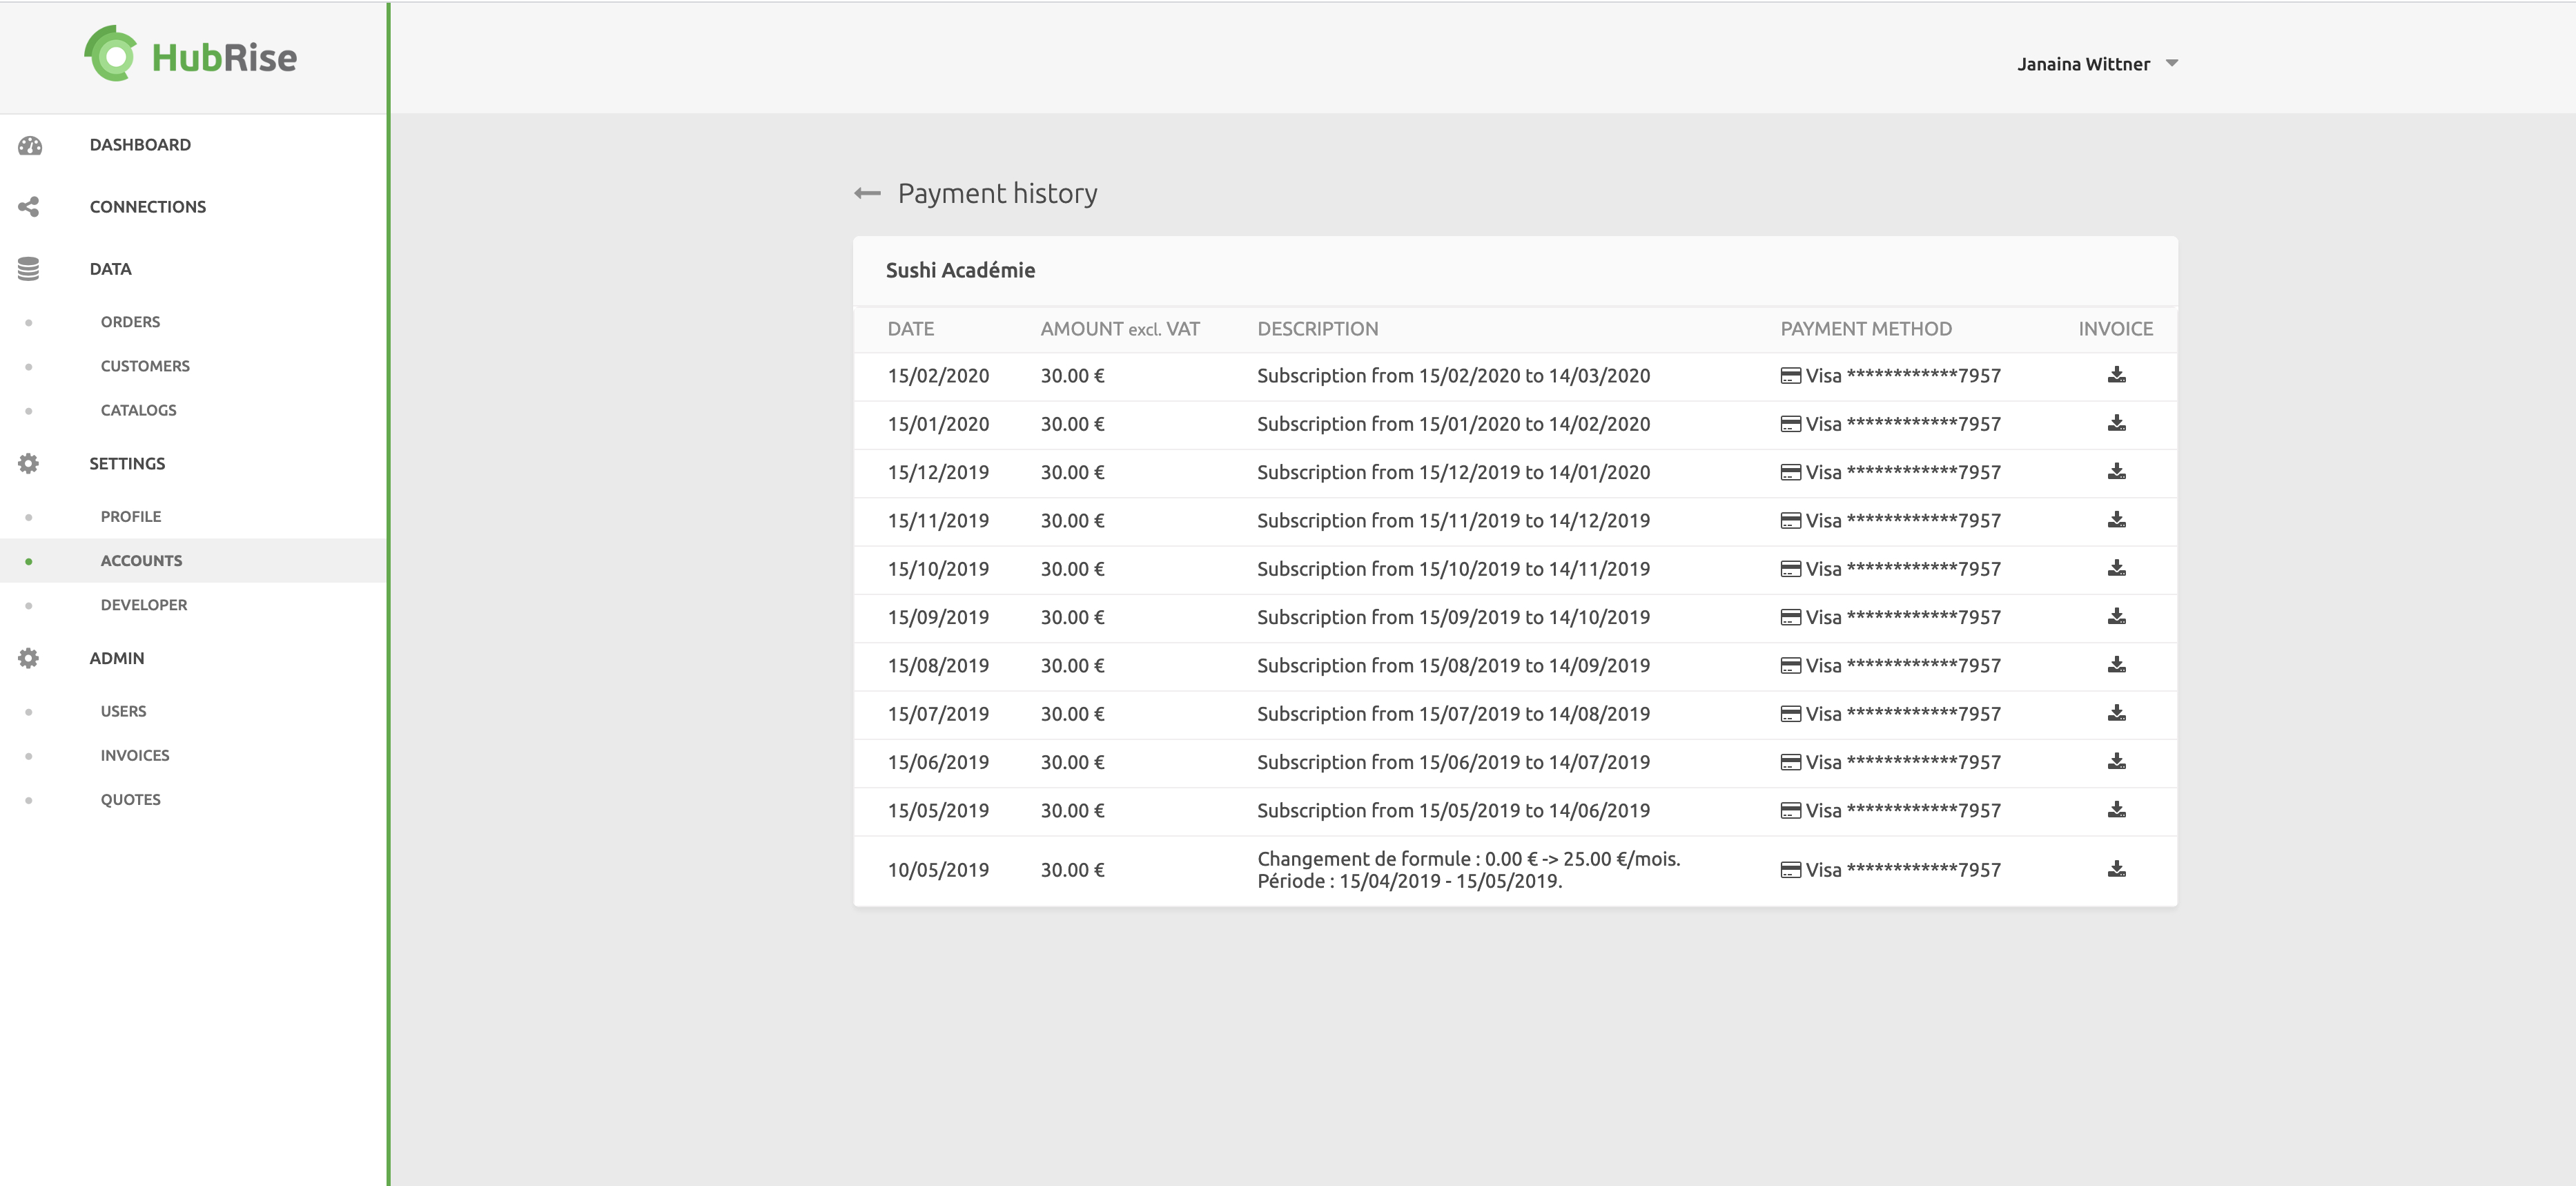 HubRise
Janaina Wittner
DASHBOARD
CONNECTIONS
DATA
ORDERS
CUSTOMERS
CATALOGS
SETTINGS
PROFILE
ACCOUNTS
DEVELOPER
ADMIN
USERS
INVOICES
QUOTES
Payment history
Sushi Académie
DATE AMOUNT excl. VAT DESCRIPTION PAYMENT METHOD INVOICE
15/02/2020 30.00 € Subscription from 15/02/2020 to 14/03/2020 Visa ************7957
15/01/2020 30.00 € Subscription from 15/01/2020 to 14/02/2020 Visa ************7957
15/12/2019 30.00 € Subscription from 15/12/2019 to 14/01/2020 Visa ************7957
15/11/2019 30.00 € Subscription from 15/11/2019 to 14/12/2019 Visa ************7957
15/10/2019 30.00 € Subscription from 15/10/2019 to 14/11/2019 Visa ************7957
15/09/2019 30.00 € Subscription from 15/09/2019 to 14/10/2019 Visa ************7957
15/08/2019 30.00 € Subscription from 15/08/2019 to 14/09/2019 Visa ************7957
15/07/2019 30.00 € Subscription from 15/07/2019 to 14/08/2019 Visa ************7957
15/06/2019 30.00 € Subscription from 15/06/2019 to 14/07/2019 Visa ************7957
15/05/2019 30.00 € Subscription from 15/05/2019 to 14/06/2019 Visa ************7957
10/05/2019 30.00 € Changement de formule : 0.00 € -> 25.00 €/mois. Visa ************7957
Période : 15/04/2019 - 15/05/2019.